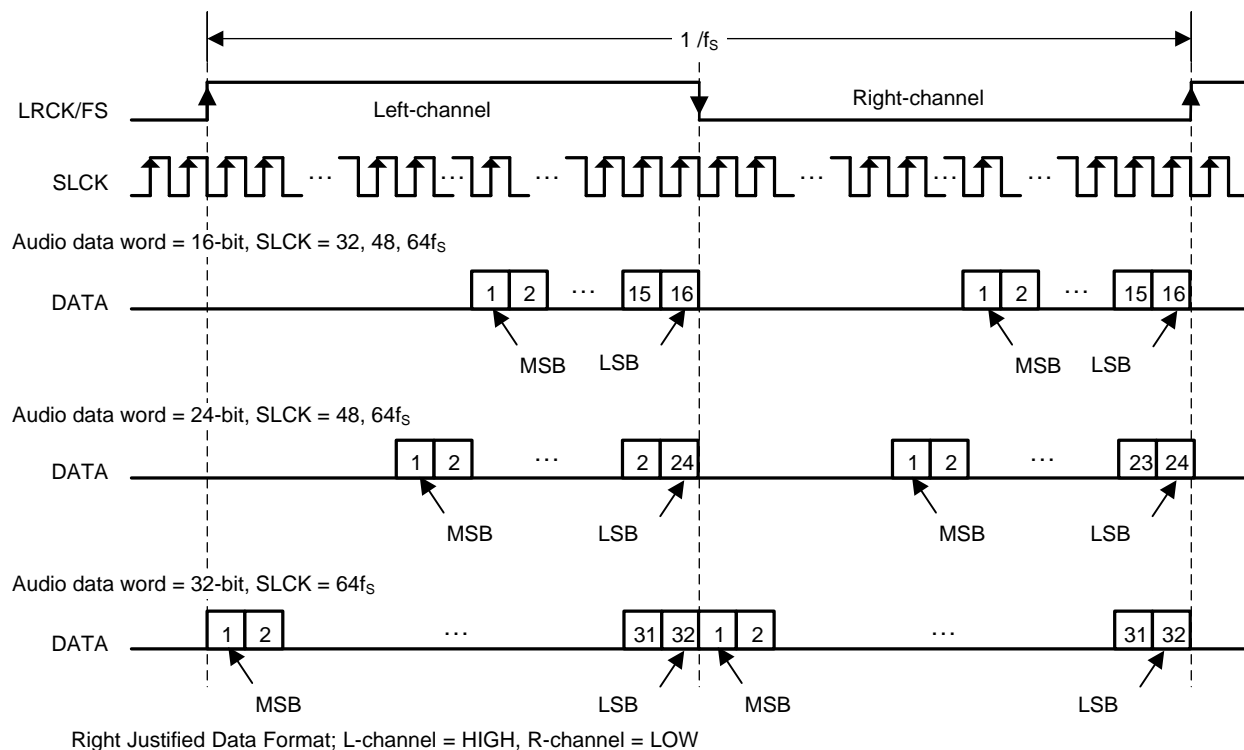 1 /fS
LRCK/FS
Left-channel
Right-channel
SLCK
... ... ... ... ... ...
Audio data word = 16-bit, SLCK = 32, 48, 64fS
DATA
1 2 ... 15 16 1 2 ... 15 16
MSB LSB MSB LSB
Audio data word = 24-bit, SLCK = 48, 64fS
DATA
1 2 ... 2 24 1 2 ... 23 24
MSB LSB MSB LSB
Audio data word = 32-bit, SLCK = 64fS
DATA
1 2 ... 31 32 1 2 ... 31 32
MSB LSB MSB LSB
Right Justified Data Format; L-channel = HIGH, R-channel = LOW